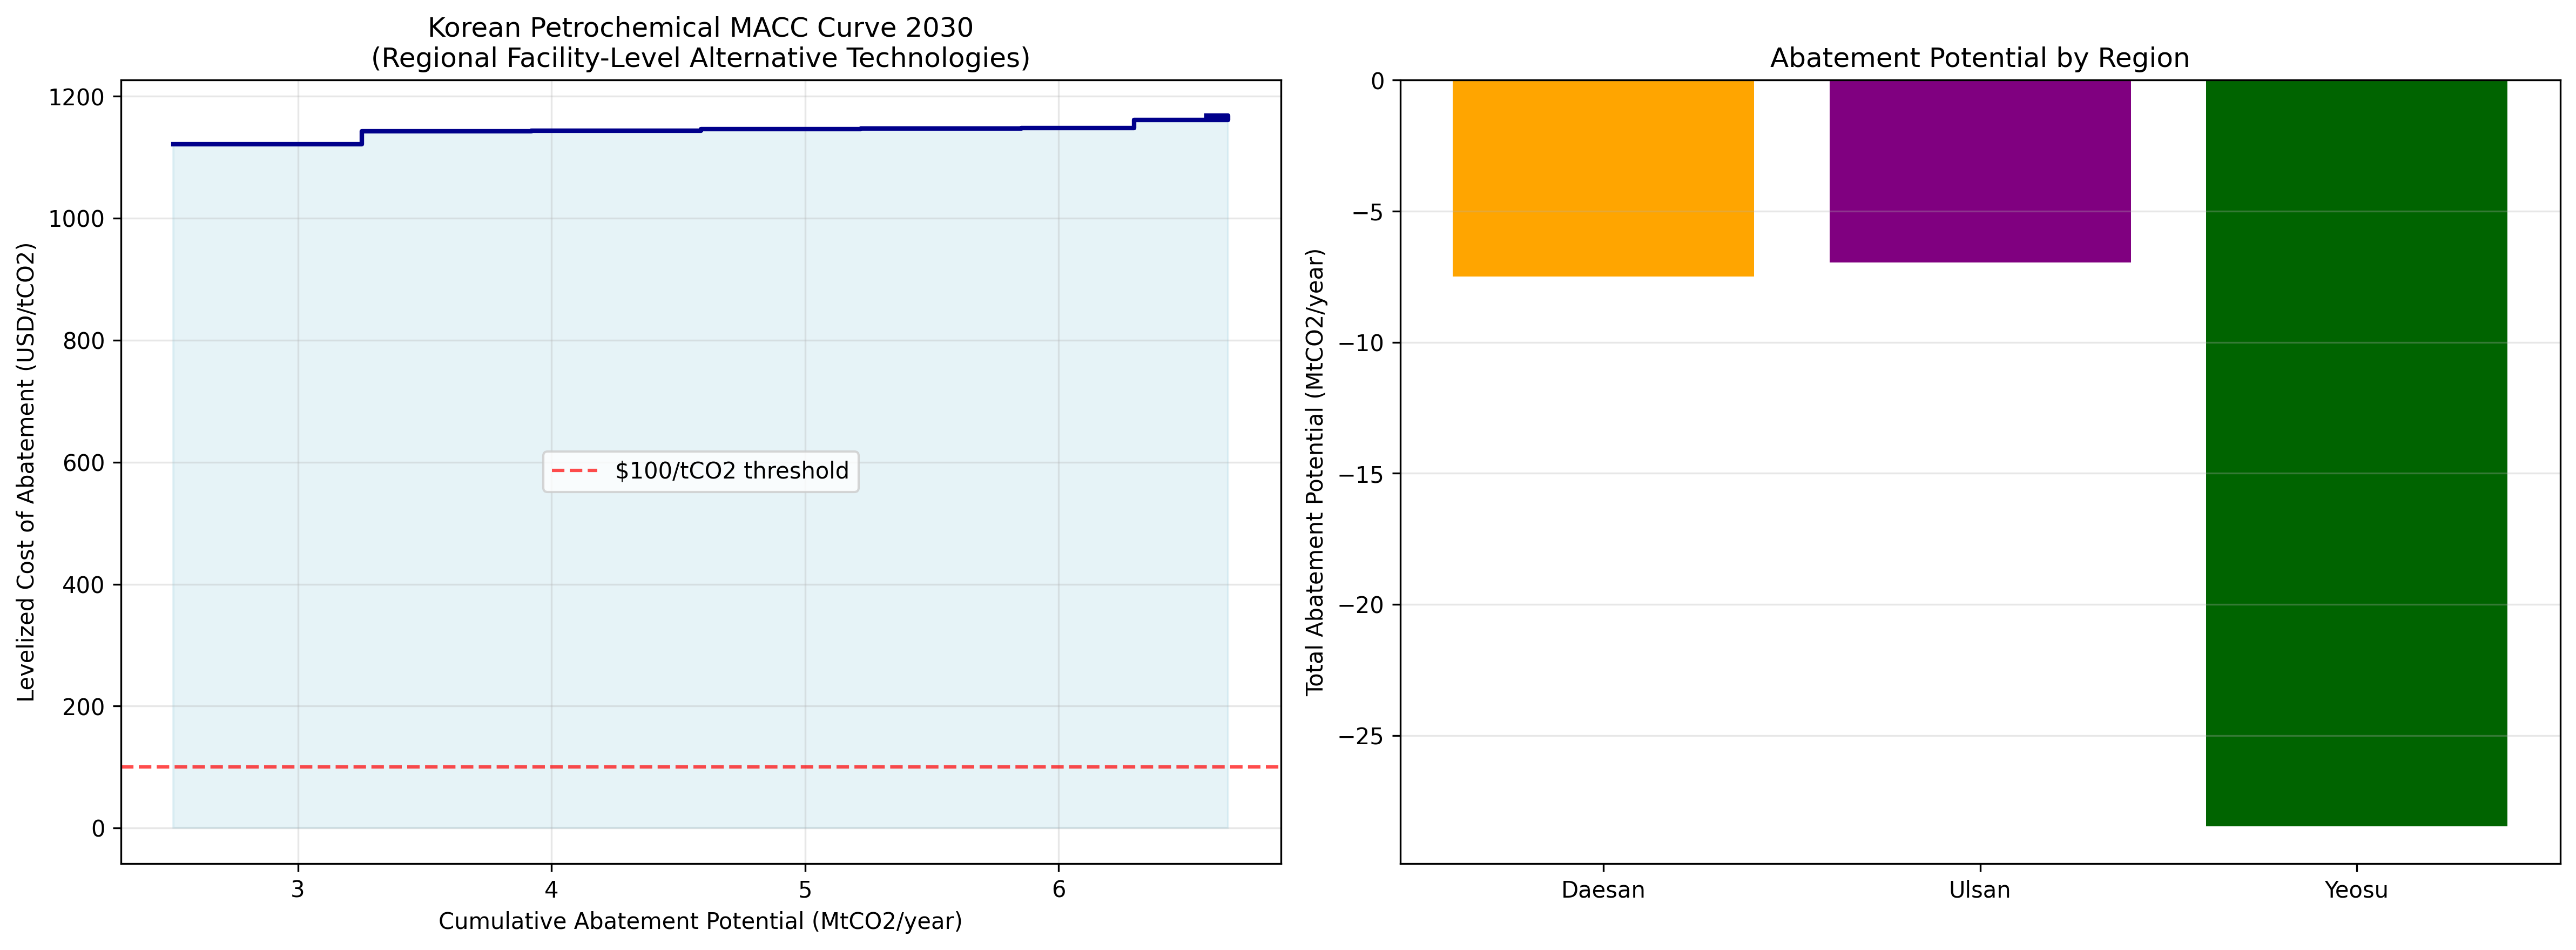 Korean Petrochemical MACC Curve 2030
(Regional Facility-Level Alternative Technologies)
Levelized Cost of Abatement (USD/tCO2)
1200
1000
800
600
400
200
0
$100/tCO2 threshold
3
4
5
6
Cumulative Abatement Potential (MtCO2/year)
Abatement Potential by Region
Total Abatement Potential (MtCO2/year)
0
−5
−10
−15
−20
−25
Daesan
Ulsan
Yeosu